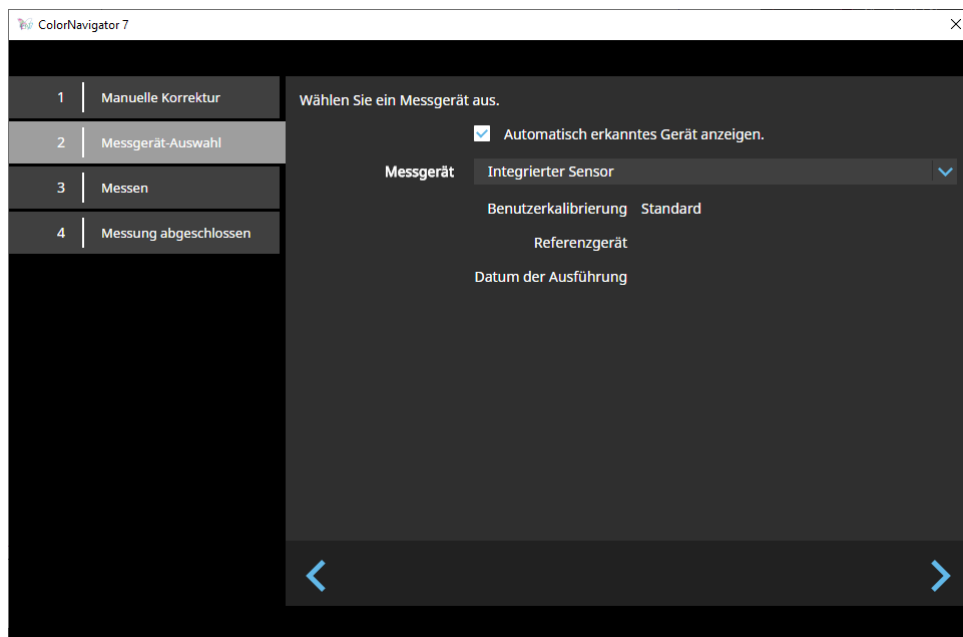 ColorNavigator 7
1 Manuelle Korrektur
2 Messgerät-Auswahl
3 Messen
4 Messung abgeschlossen
Wählen Sie ein Messgerät aus.
Automatisch erkanntes Gerät anzeigen.
Messgerät Integrierter Sensor
Benutzerkalibrierung Standard
Referenzgerät
Datum der Ausführung